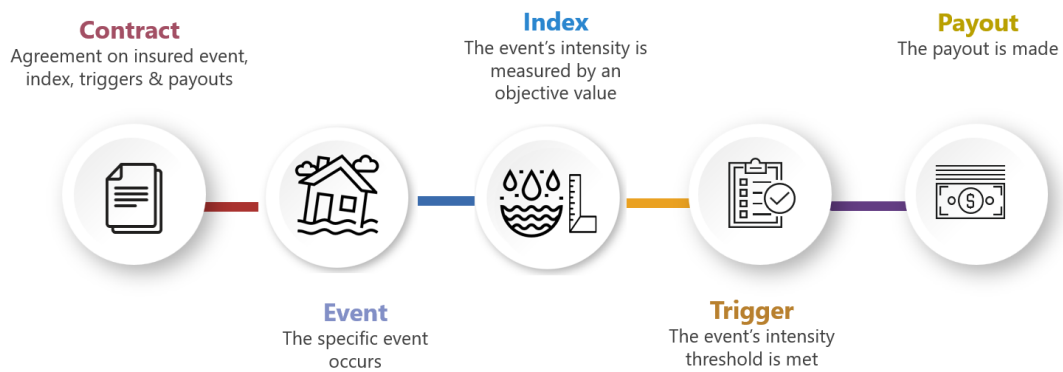 Contract
Agreement on insured event,
index, triggers & payouts
Event
The specific event
occurs
Index
The event's intensity is
measured by an
objective value
Trigger
The event's intensity
threshold is met
Payout
The payout is made
$